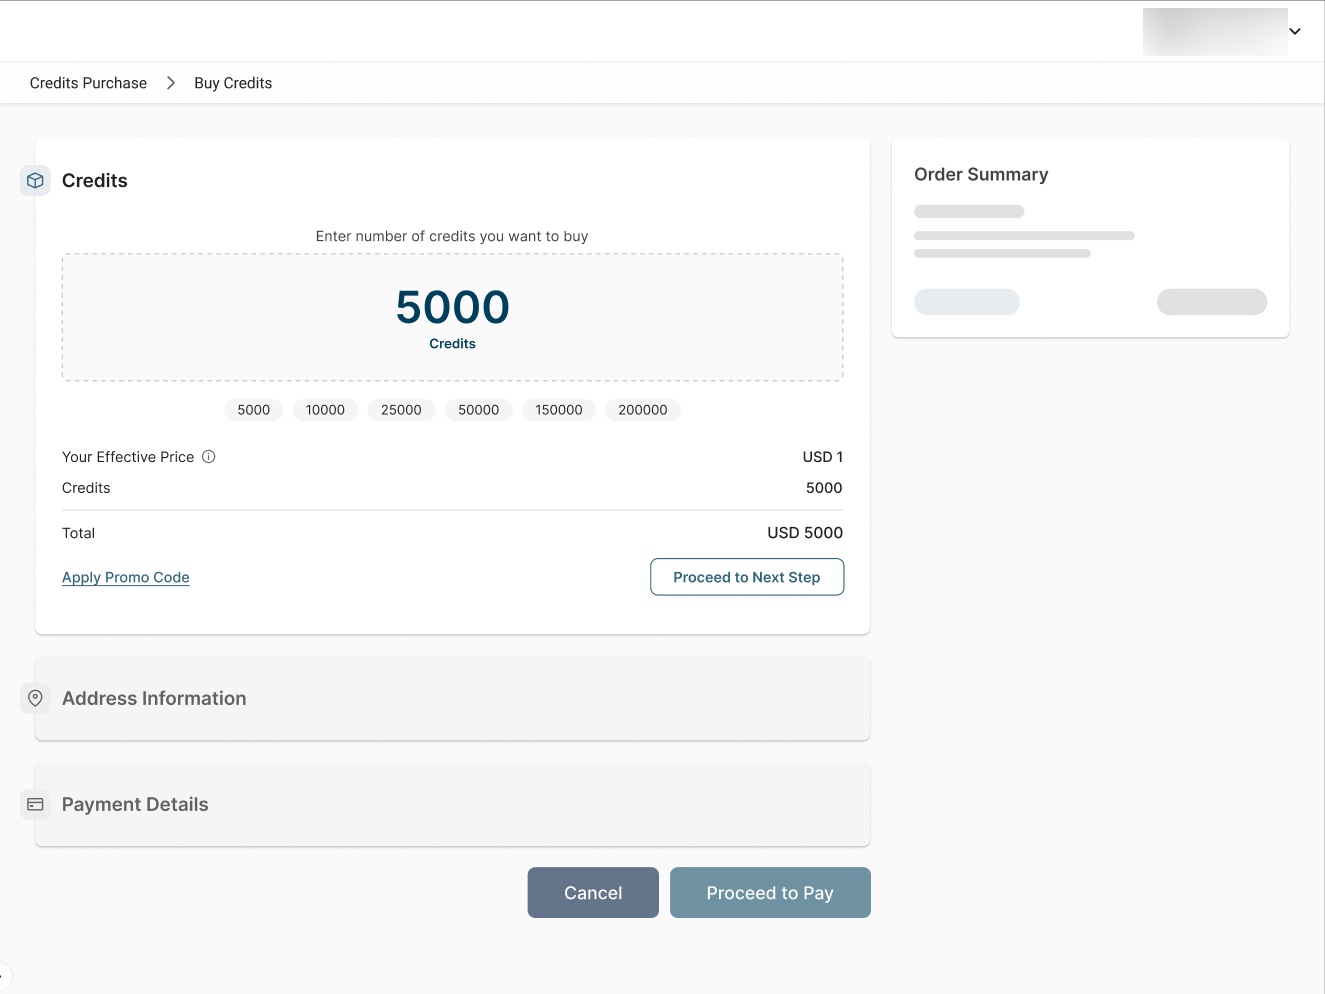 Credits Purchase > Buy Credits
Credits
Enter number of credits you want to buy
5000
Credits
5000 10000 25000 50000 150000 200000
Your Effective Price USD 1
Credits 5000
Total USD 5000
Apply Promo Code Proceed to Next Step
Address Information
Payment Details
Cancel Proceed to Pay
Order Summary